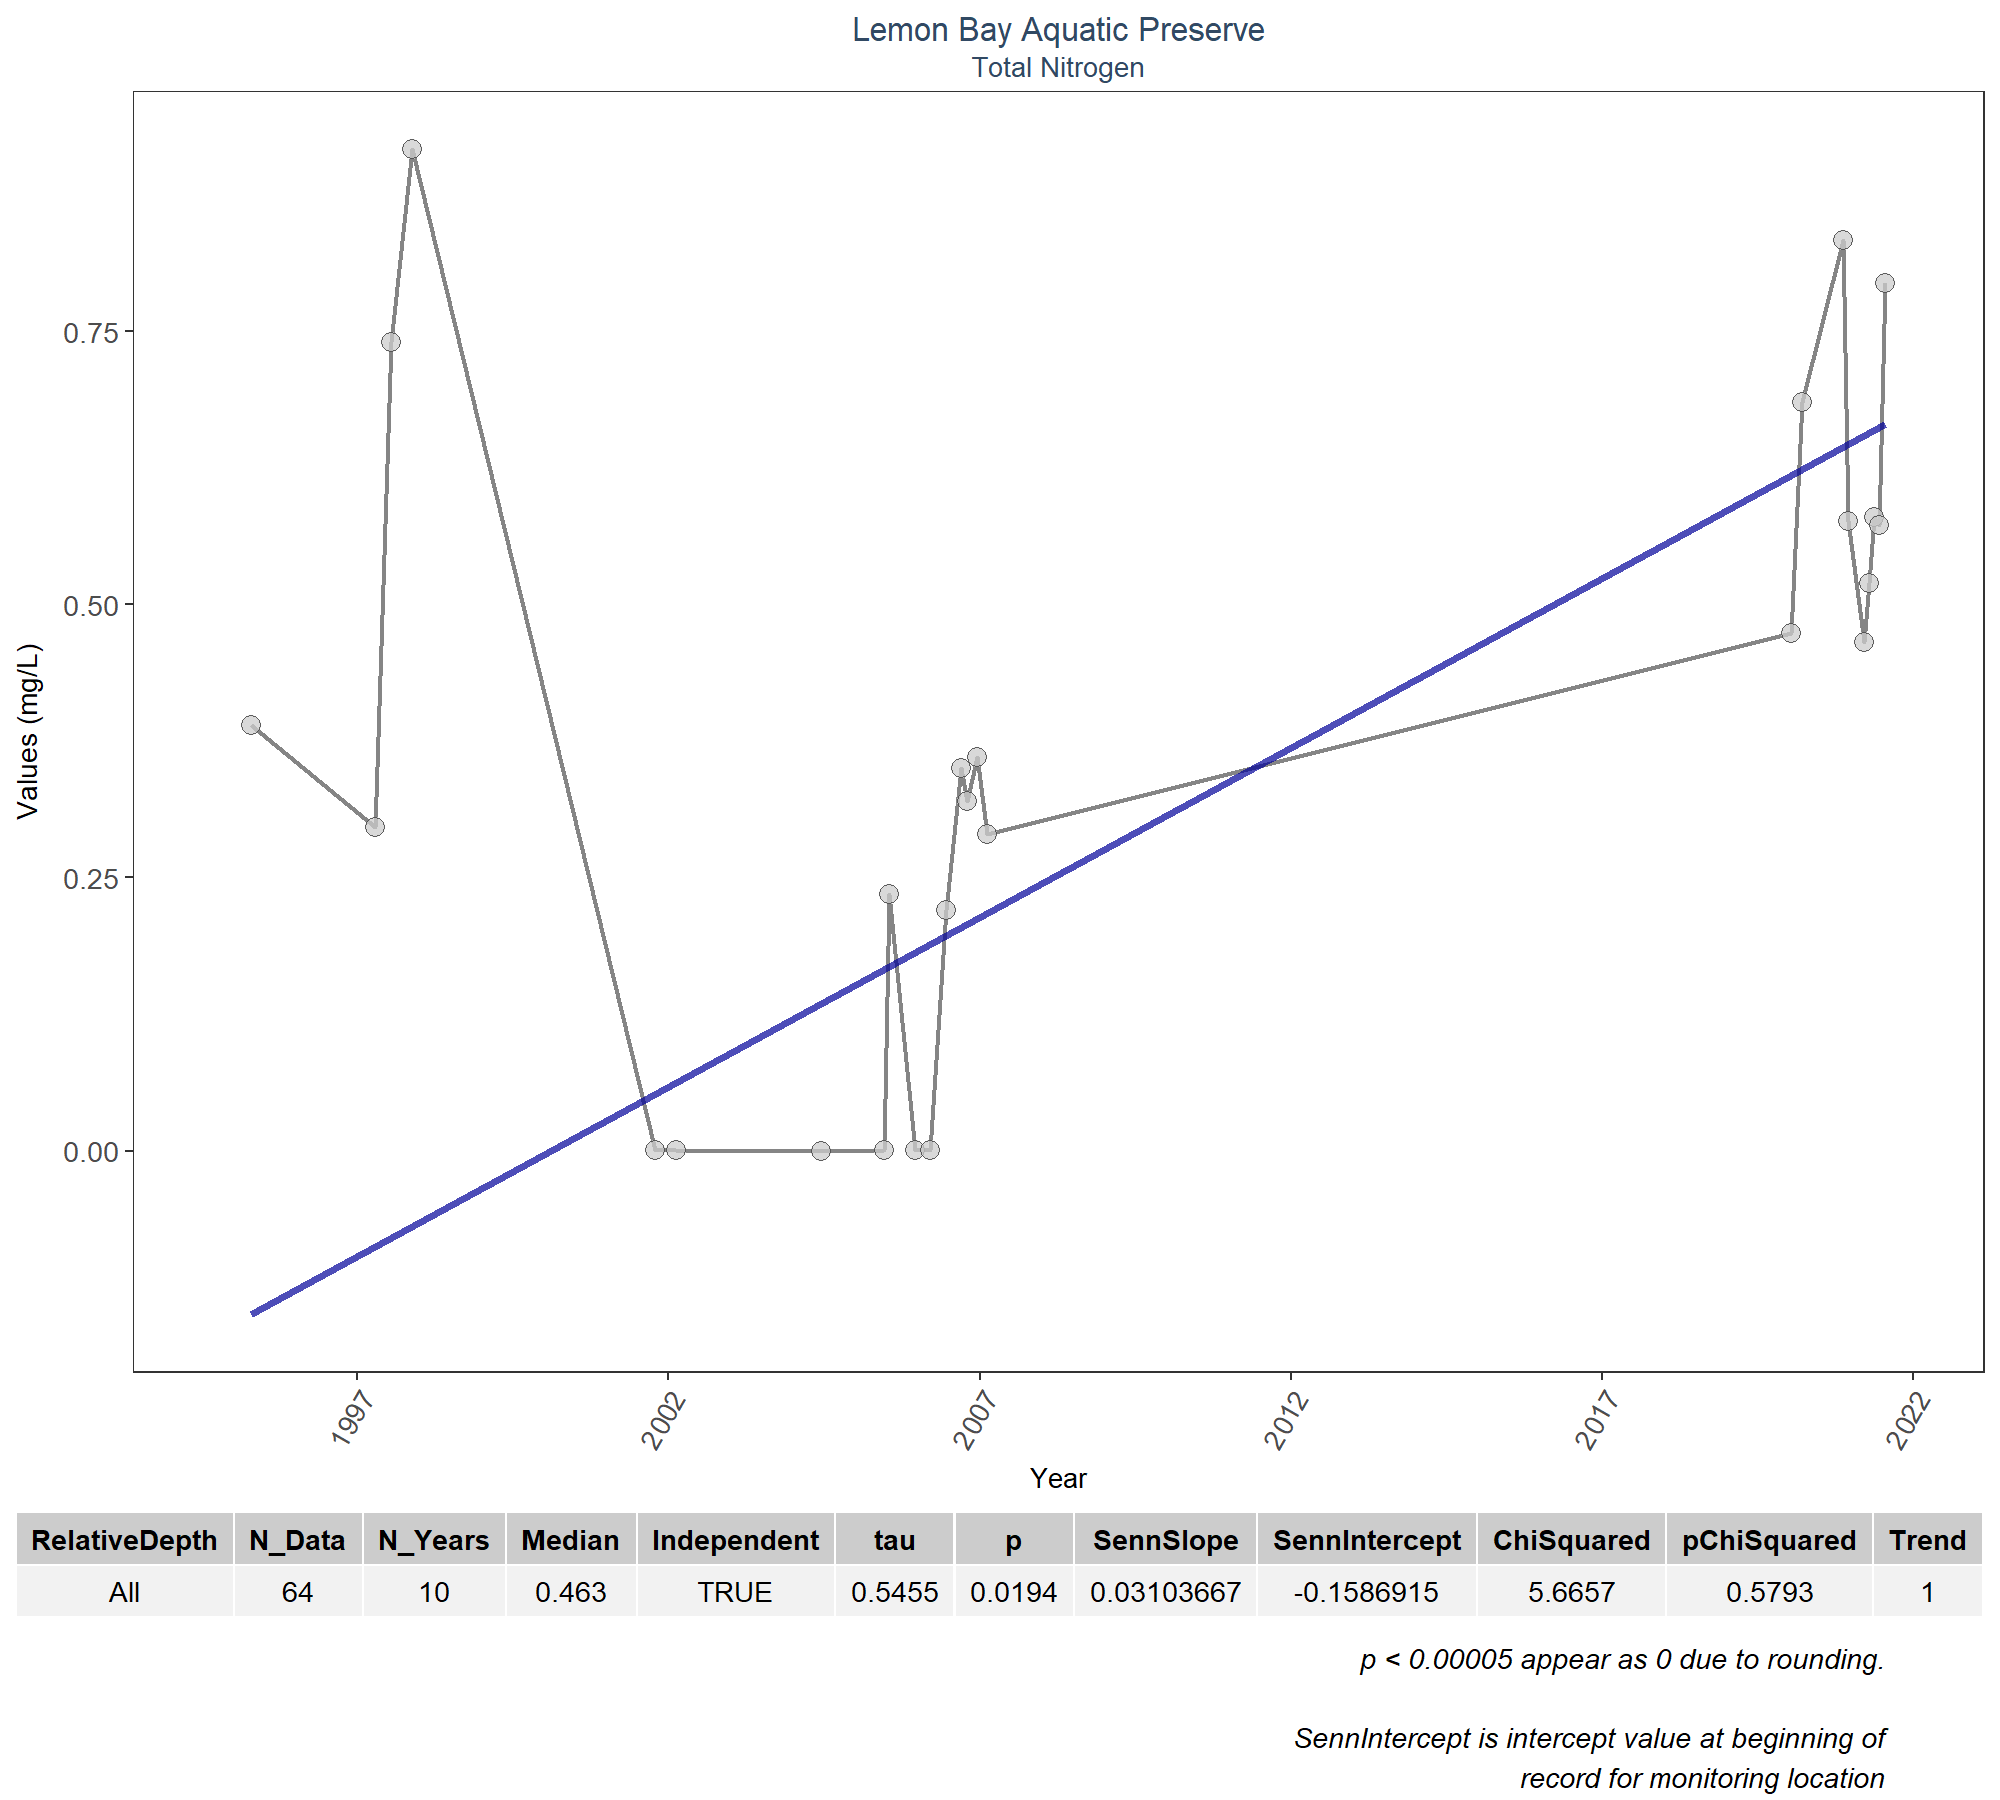 Lemon Bay Aquatic Preserve
Total Nitrogen
Values (mg/L)
0.75
0.50
0.25
0.00
1997 2002 2007 2012 2017 2022
Year
RelativeDepth N_Data N_Years Median Independent tau p SennSlope SennIntercept ChiSquared pChiSquared Trend
All 64 10 0.463 TRUE 0.5455 0.0194 0.03103667 -0.1586915 5.6657 0.5793 1
p < 0.00005 appear as 0 due to rounding.
SennIntercept is intercept value at beginning of
record for monitoring location